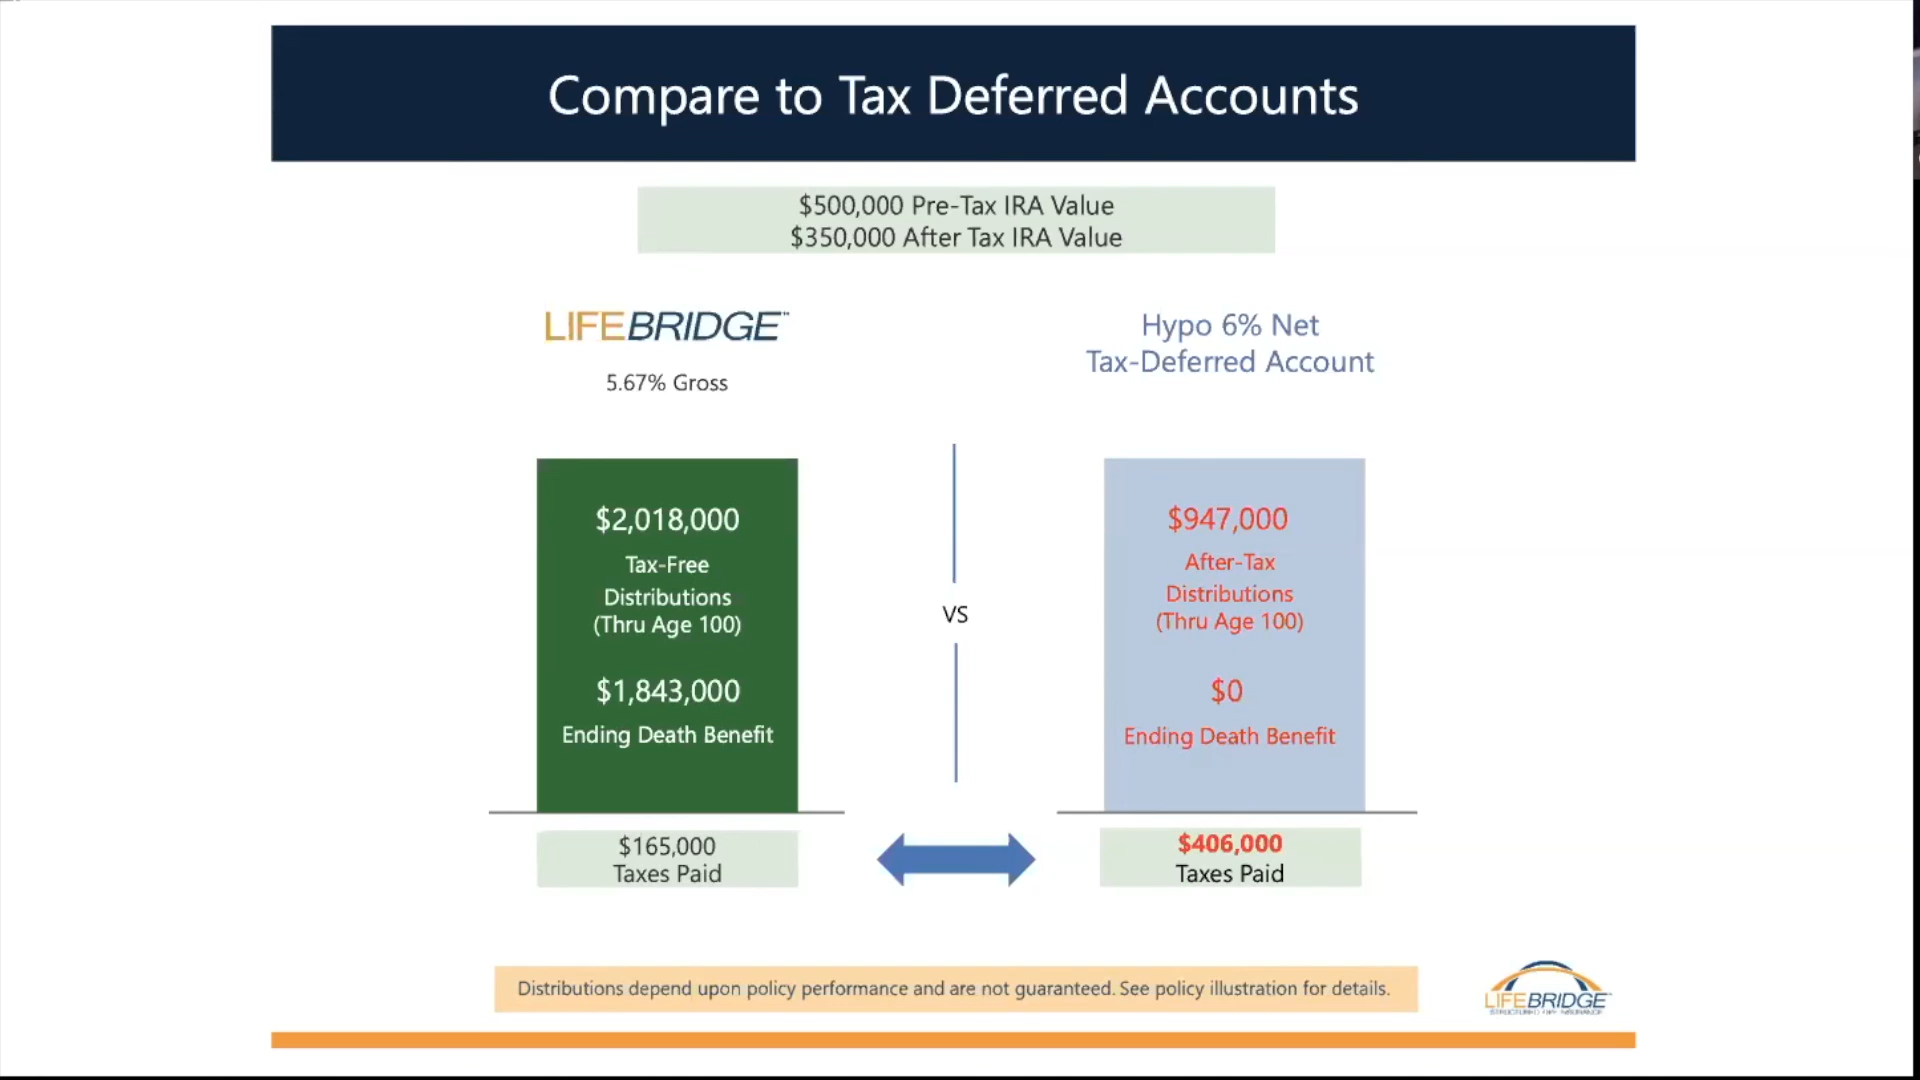 Compare to Tax Deferred Accounts
$500,000 Pre-Tax IRA Value
$350,000 After Tax IRA Value
LIFEBRIDGE™
5.67% Gross
Hypo 6% Net
Tax-Deferred Account
$2,018,000
Tax-Free
Distributions
(Thru Age 100)
$1,843,000
Ending Death Benefit
VS
$947,000
After-Tax
Distributions
(Thru Age 100)
$0
Ending Death Benefit
$165,000
Taxes Paid
$406,000
Taxes Paid
Distributions depend upon policy performance and are not guaranteed. See policy illustration for details.
LIFEBRIDGE